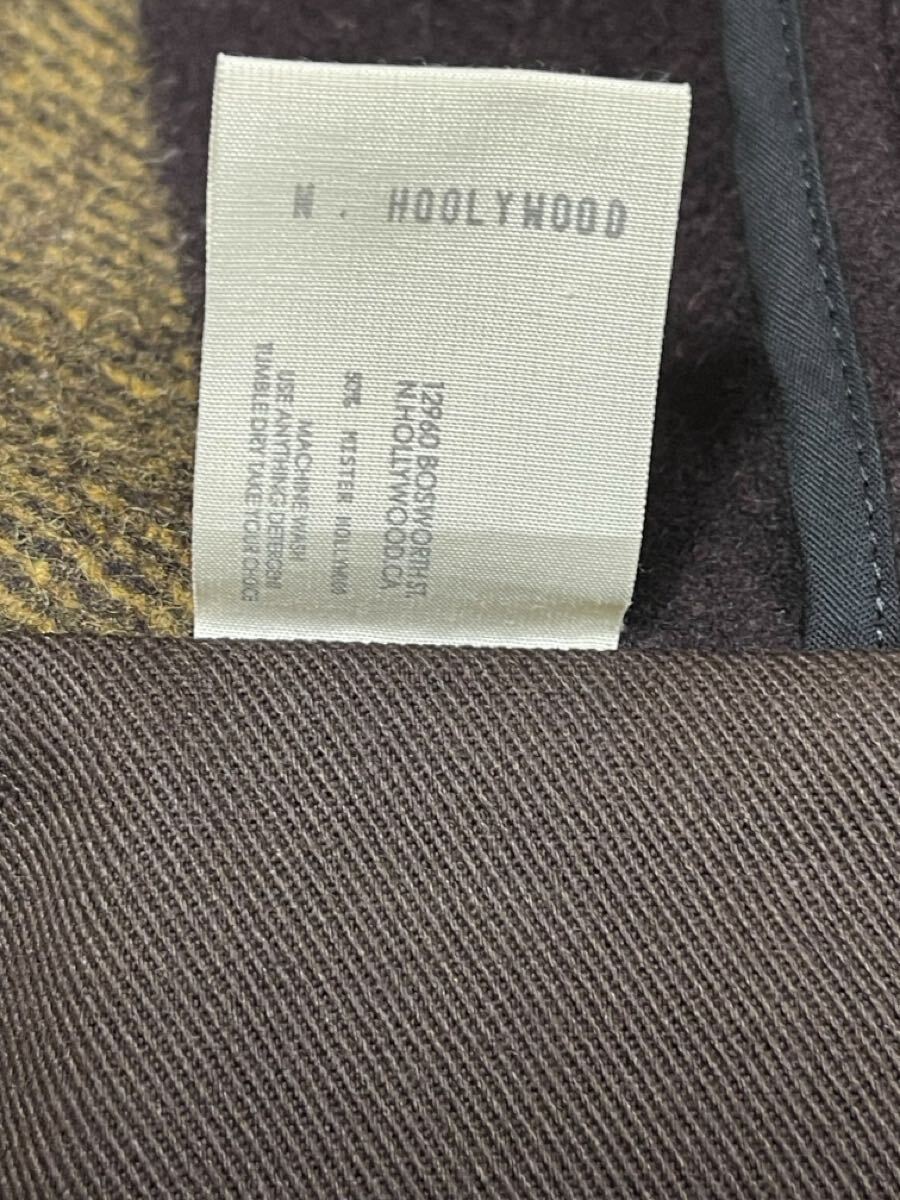 N. HOOLYWOOD
12960 BOSWORTH ST.
N.HOLLYWOOD.CA
50% MISTER HOLLYWOOD
MACHINE WASH
USE ANYTHING DETERGENT
TUMBLE DRY TAKE YOUR CHOICE